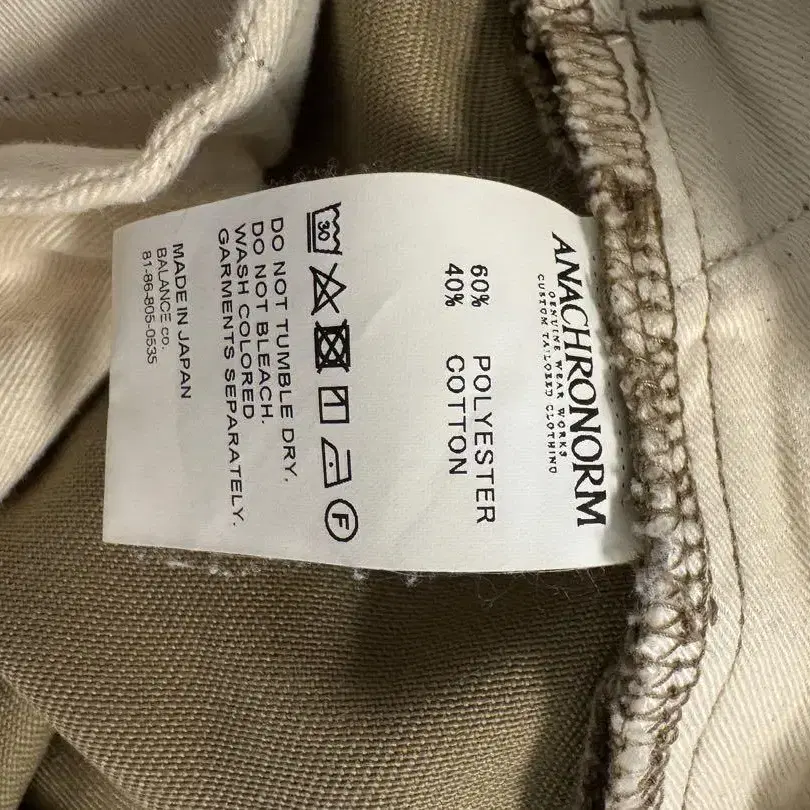 ANACHRONORM
GENUINE WEAR WORKS
CUSTOM TAILORED CLOTHING
60% POLYESTER
40% COTTON
30
F
DO NOT TUMBLE DRY.
DO NOT BLEACH.
WASH COLORED
GARMENTS SEPARATELY.
MADE IN JAPAN
BALANCE CO.
81-86-805-0535